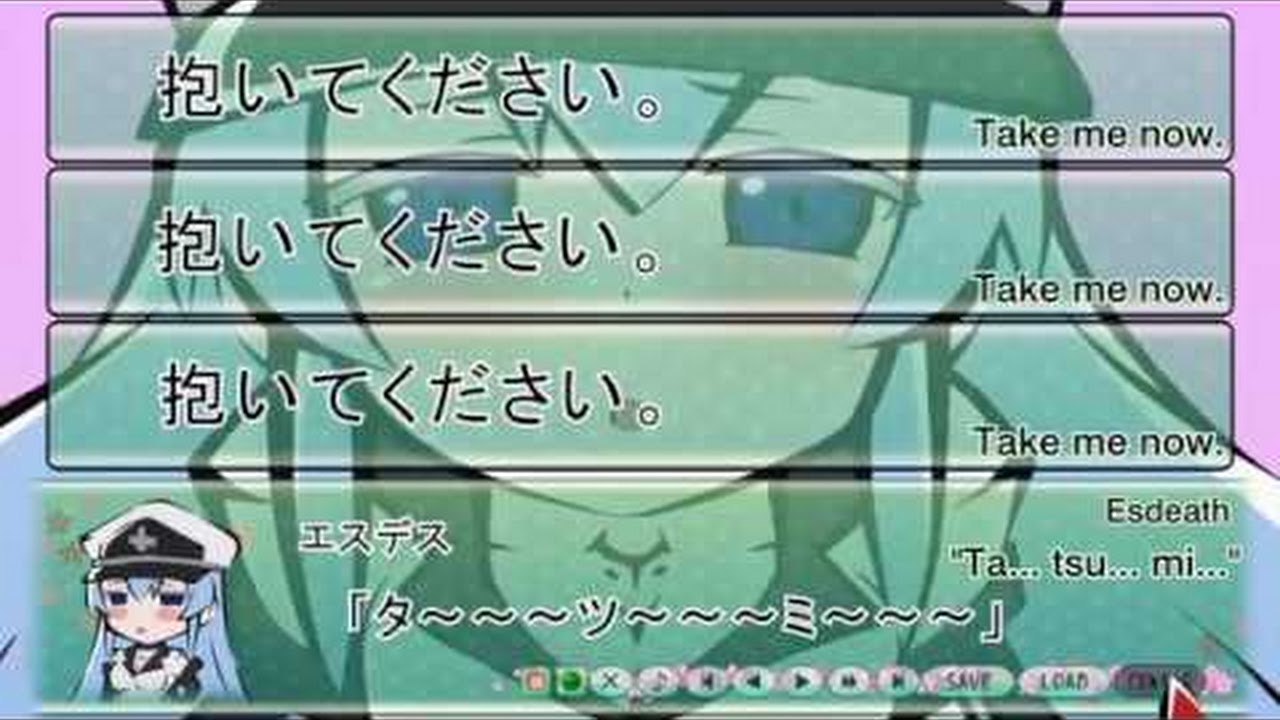 抱いてください。
Take me now.
抱いてください。
Take me now.
抱いてください。
Take me now.
エスデス
Esdeath
"Ta... tsu... mi..."
「タ～～～ツ～～～ミ～～～」
SAVE
LOAD